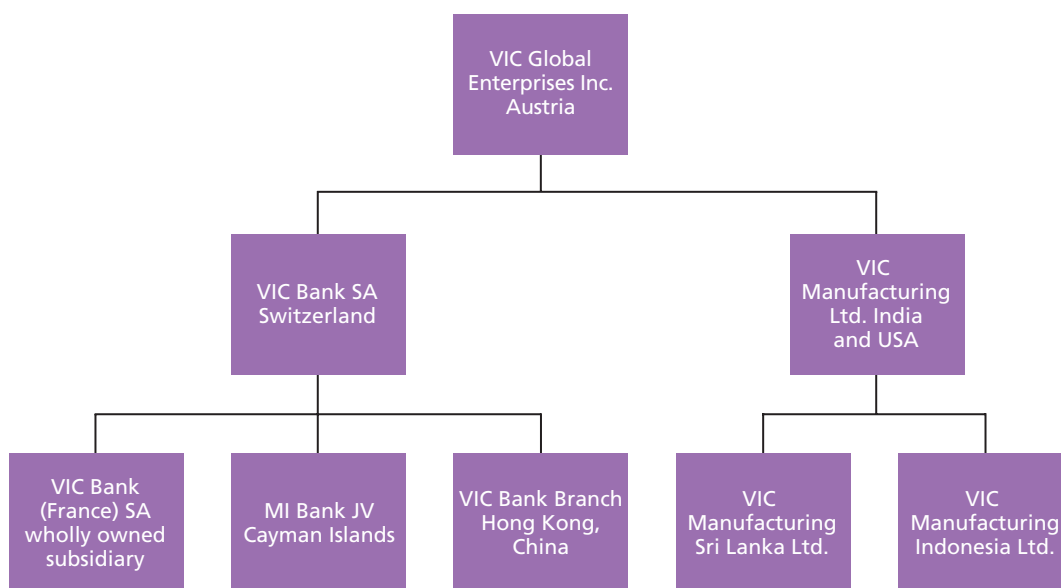 VIC Global
Enterprises Inc.
Austria
VIC Bank SA
Switzerland
VIC
Manufacturing
Ltd. India
and USA
VIC Bank
(France) SA
wholly owned
subsidiary
MI Bank JV
Cayman Islands
VIC Bank Branch
Hong Kong,
China
VIC
Manufacturing
Sri Lanka Ltd.
VIC
Manufacturing
Indonesia Ltd.